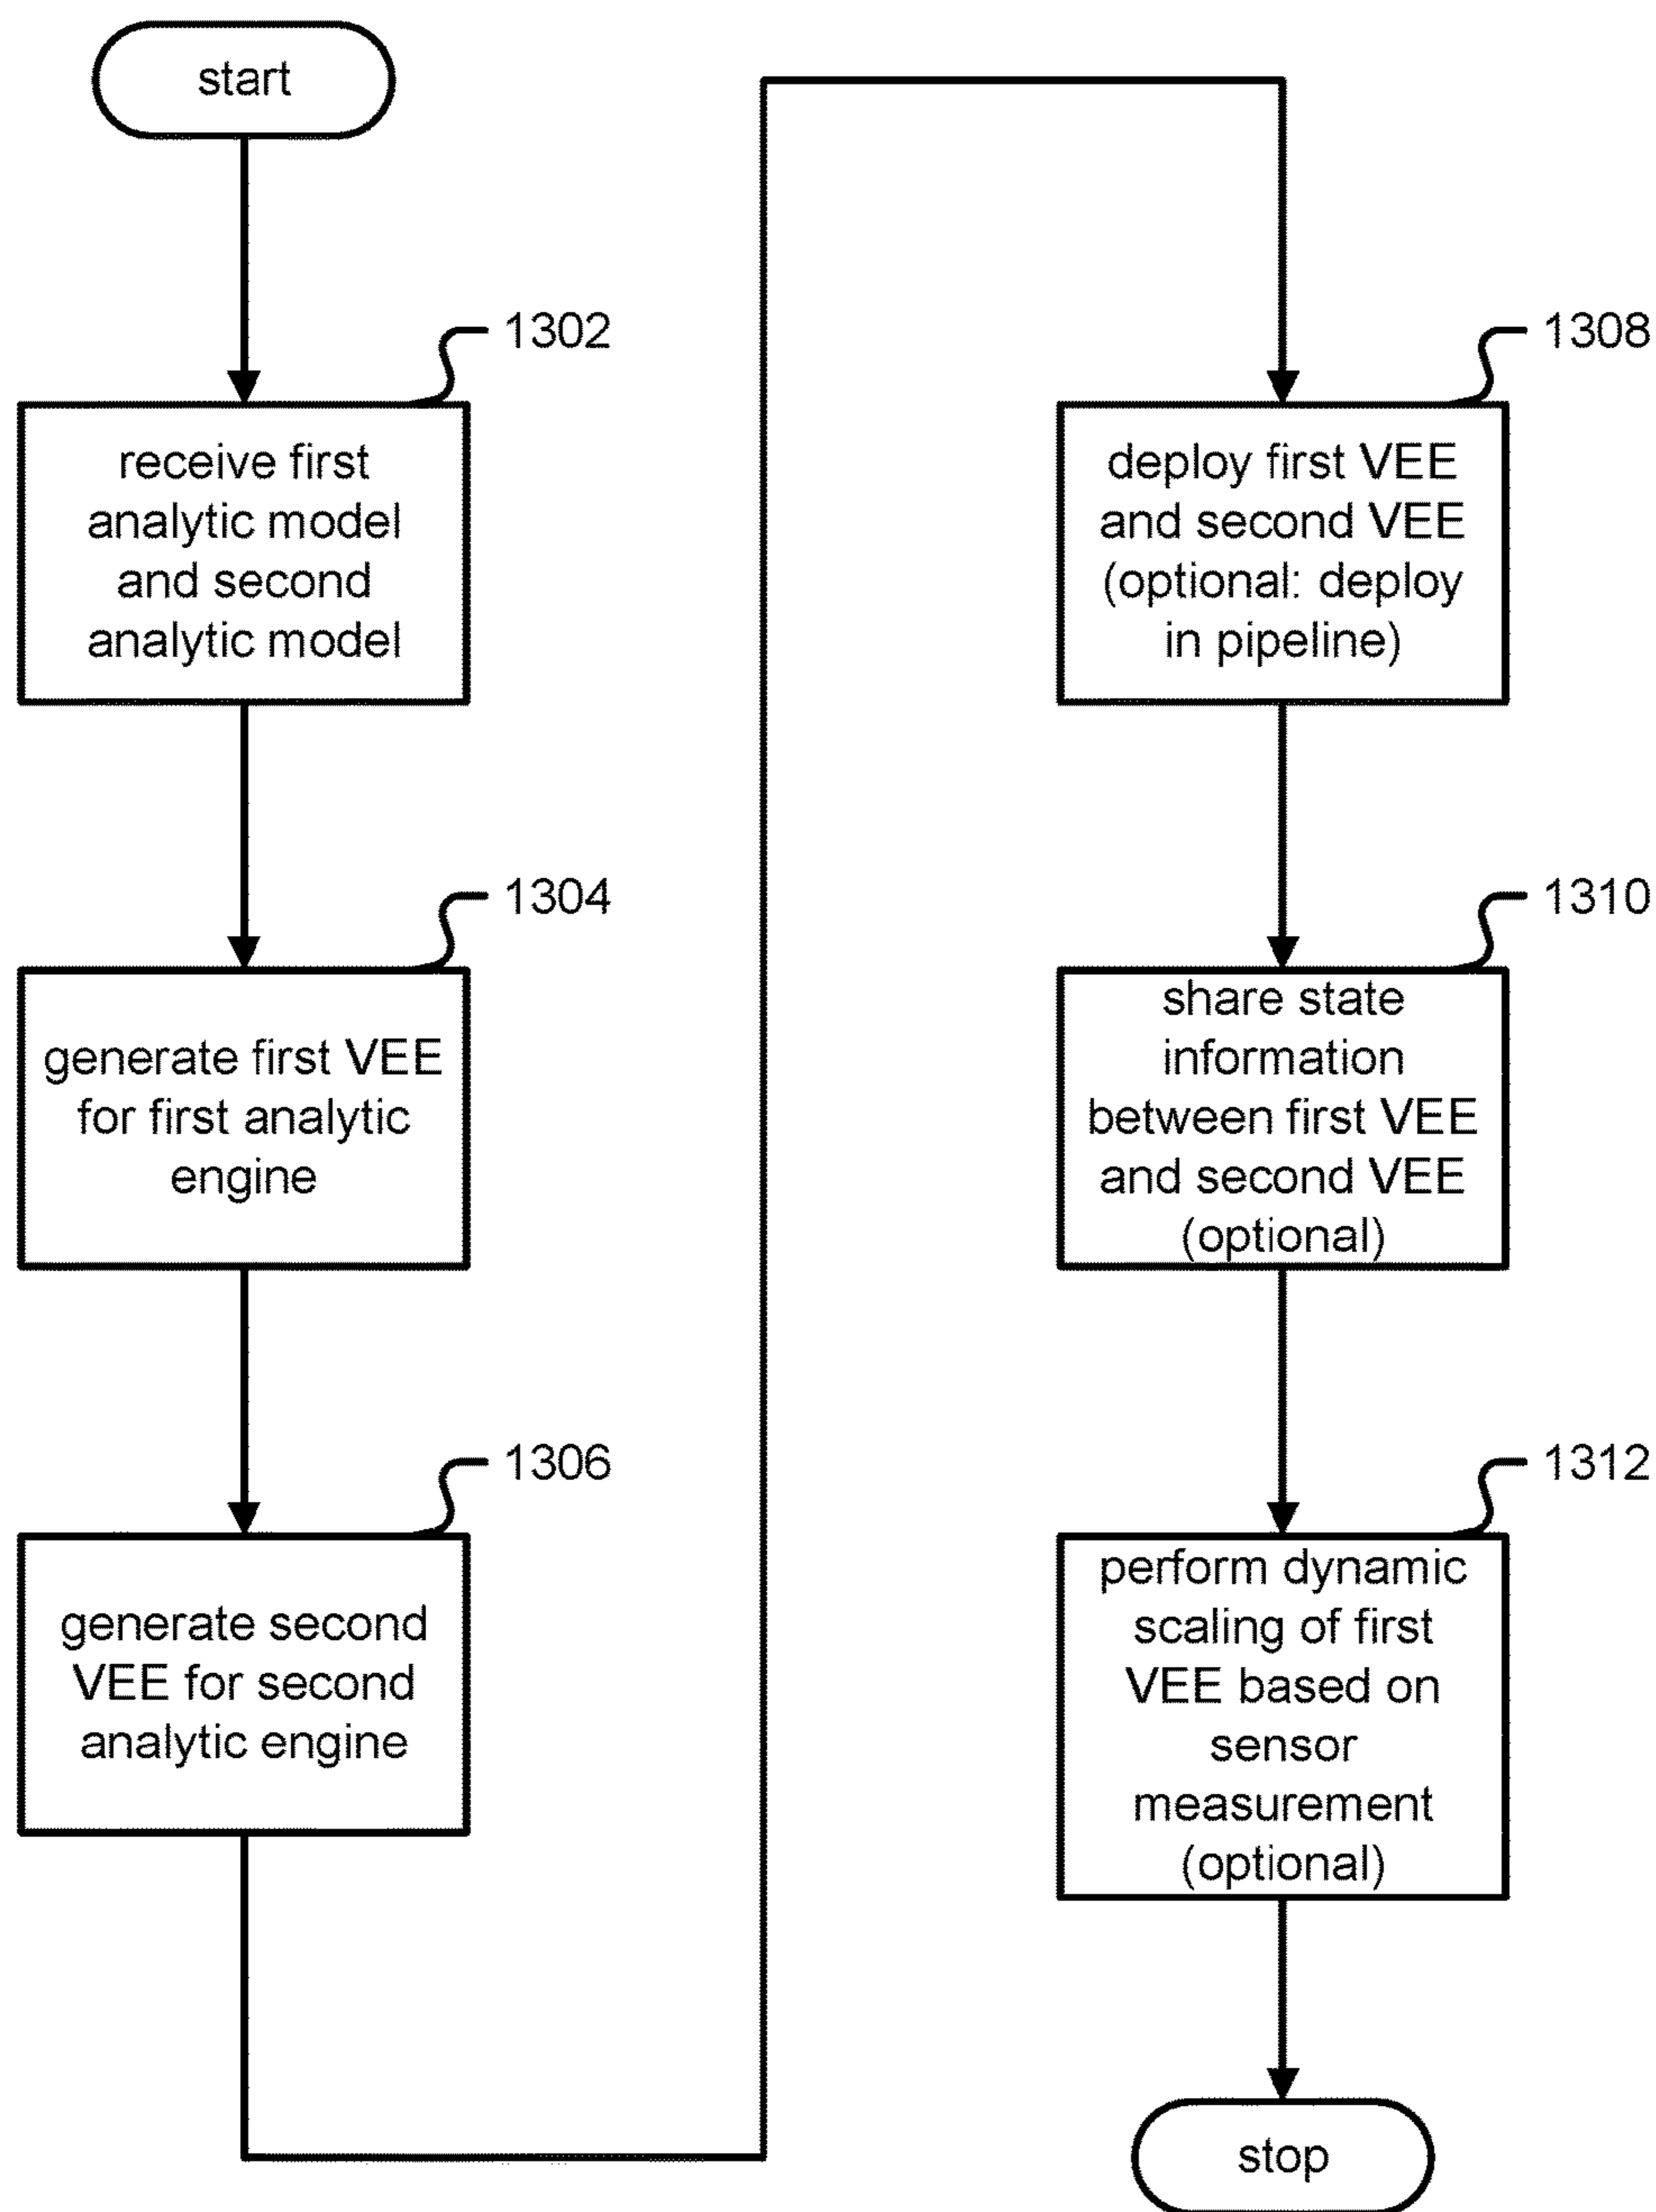 start
1302
receive first
analytic model
and second
analytic model
1304
generate first VEE
for first analytic
engine
1306
generate second
VEE for second
analytic engine
1308
deploy first VEE
and second VEE
(optional: deploy
in pipeline)
1310
share state
information
between first VEE
and second VEE
(optional)
1312
perform dynamic
scaling of first
VEE based on
sensor
measurement
(optional)
stop